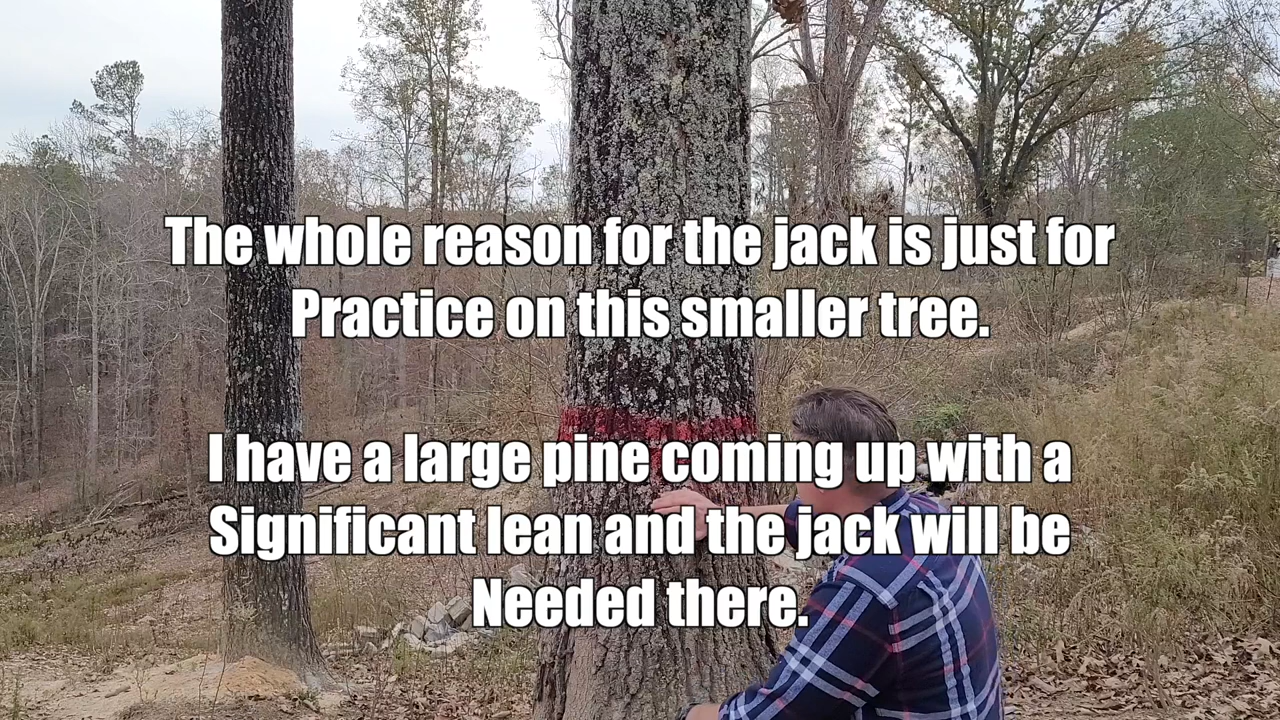 The whole reason for the jack is just for
Practice on this smaller tree.
I have a large pine coming up with a
Significant lean and the jack will be
Needed there.